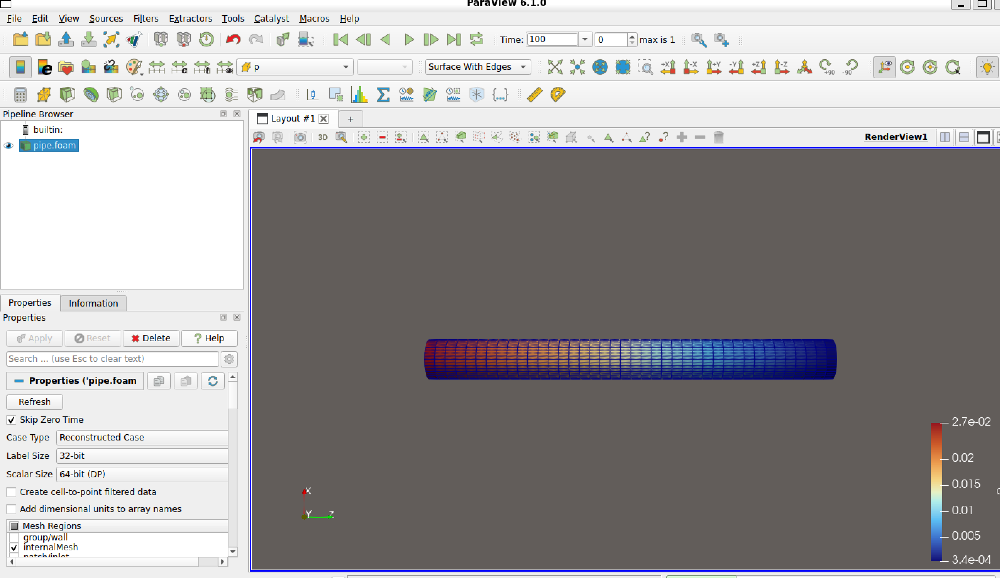 ParaView 6.1.0
File Edit View Sources Filters Extractors Tools Catalyst Macros Help
Time: 100 0 max is 1
p Surface With Edges +X -X +Y -Y +Z -Z +90 -90
Pipeline Browser
Layout #1 +
builtin:
3D
RenderView1
pipe.foam
Properties Information
Properties
Apply Reset Delete Help
Search ... (use Esc to clear text)
Properties ('pipe.foam
Refresh
Skip Zero Time
Case Type Reconstructed Case
Label Size 32-bit
Scalar Size 64-bit (DP)
Create cell-to-point filtered data
Add dimensional units to array names
Mesh Regions
group/wall
internalMesh
patch/inlet
X
Y Z
2.7e-02
0.02
0.015
0.01
0.005
3.4e-04